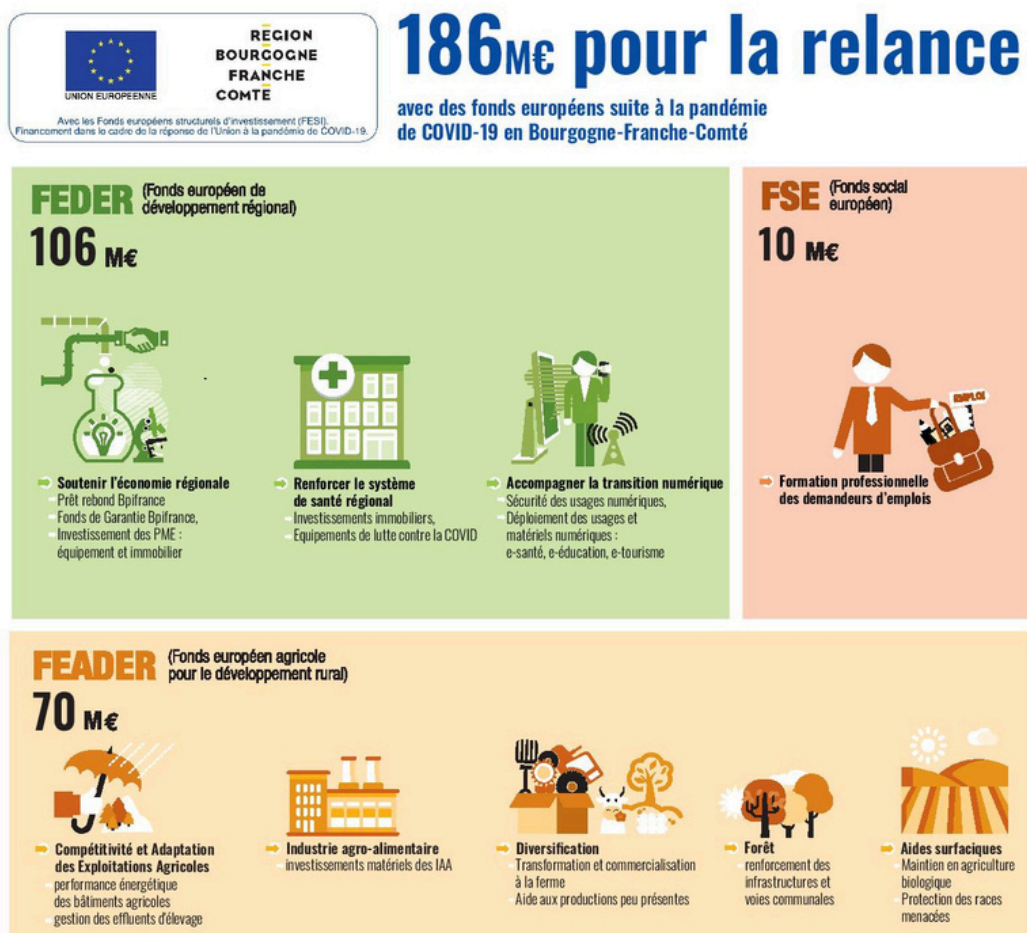 UNION EUROPEENNE
REGION
BOURGOGNE
FRANCHE
COMTE
Avec les Fonds européens structurels d'investissement (FESI).
Financement dans le cadre de la réponse de l'Union à la pandémie de COVID-19.
186M€ pour la relance
avec des fonds européens suite à la pandémie
de COVID-19 en Bourgogne-Franche-Comté
FEDER (Fonds européen de
développement régional)
106 M€
Soutenir l'économie régionale
Prêt rebond Bpifrance
Fonds de Garantie Bpifrance,
Investissement des PME :
équipement et immobilier
Renforcer le système
de santé régional
Investissements immobiliers,
Equipements de lutte contre la COVID
Accompagner la transition numérique
Sécurité des usages numériques,
Déploiement des usages et
matériels numériques :
e-santé, e-éducation, e-tourisme
FSE (Fonds social
européen)
10 M€
EMPLOI
Formation professionnelle
des demandeurs d'emplois
FEADER (Fonds européen agricole
pour le développement rural)
70 M€
Compétitivité et Adaptation
des Exploitations Agricoles
performance énergétique
des bâtiments agricoles
gestion des effluents d'élevage
Industrie agro-alimentaire
investissements matériels des IAA
Diversification
Transformation et commercialisation
à la ferme
Aide aux productions peu présentes
Forêt
renforcement des
infrastructures et
voies communales
Aides surfaciques
Maintien en agriculture
biologique
Protection des races
menacées